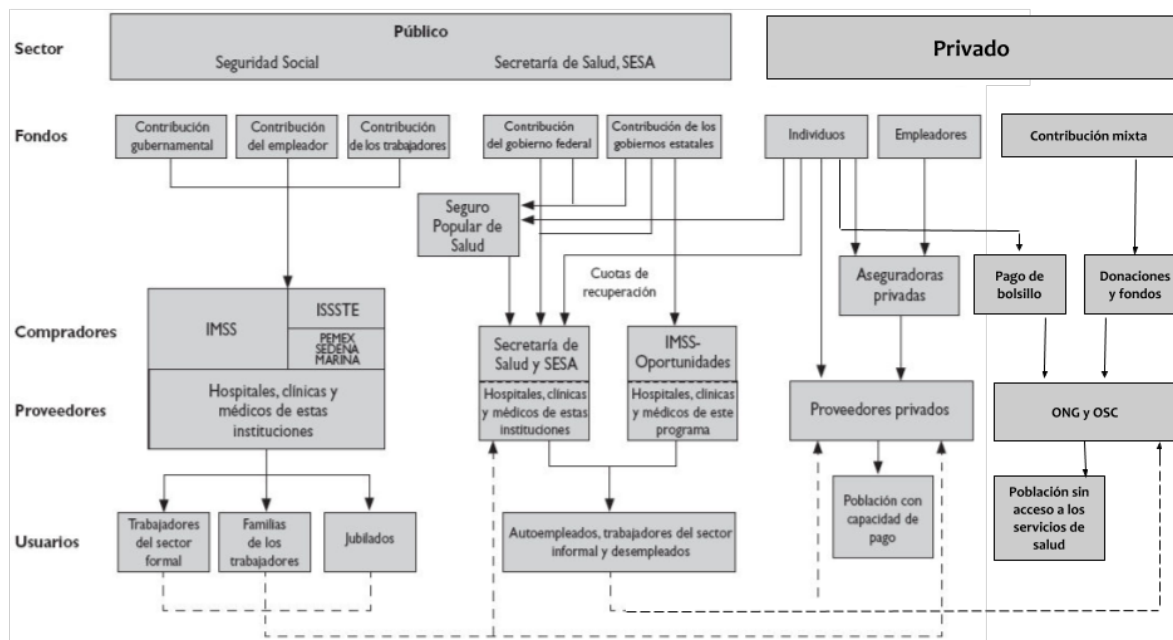 Sector
Público
Seguridad Social
Secretaría de Salud, SESA
Privado
Fondos
Contribución
gubernamental
Contribución
del empleador
Contribución
de los trabajadores
Contribución
del gobierno federal
Contribución de los
gobiernos estatales
Individuos
Empleadores
Contribución mixta
Seguro
Popular de
Salud
Cuotas de
recuperación
Aseguradoras
privadas
Pago de
bolsillo
Donaciones
y fondos
Compradores
IMSS
ISSSTE
PEMEX
SEDENA
MARINA
Secretaría de
Salud y SESA
IMSS-
Oportunidades
Proveedores
Hospitales, clínicas y
médicos de estas
instituciones
Hospitales, clínicas
y médicos de estas
instituciones
Hospitales, clínicas
y médicos de este
programa
Proveedores privados
ONG y OSC
Usuarios
Trabajadores
del sector
formal
Familias
de los
trabajadores
Jubilados
Autoempleados, trabajadores del sector
informal y desempleados
Población con
capacidad de
pago
Población sin
acceso a los
servicios de
salud